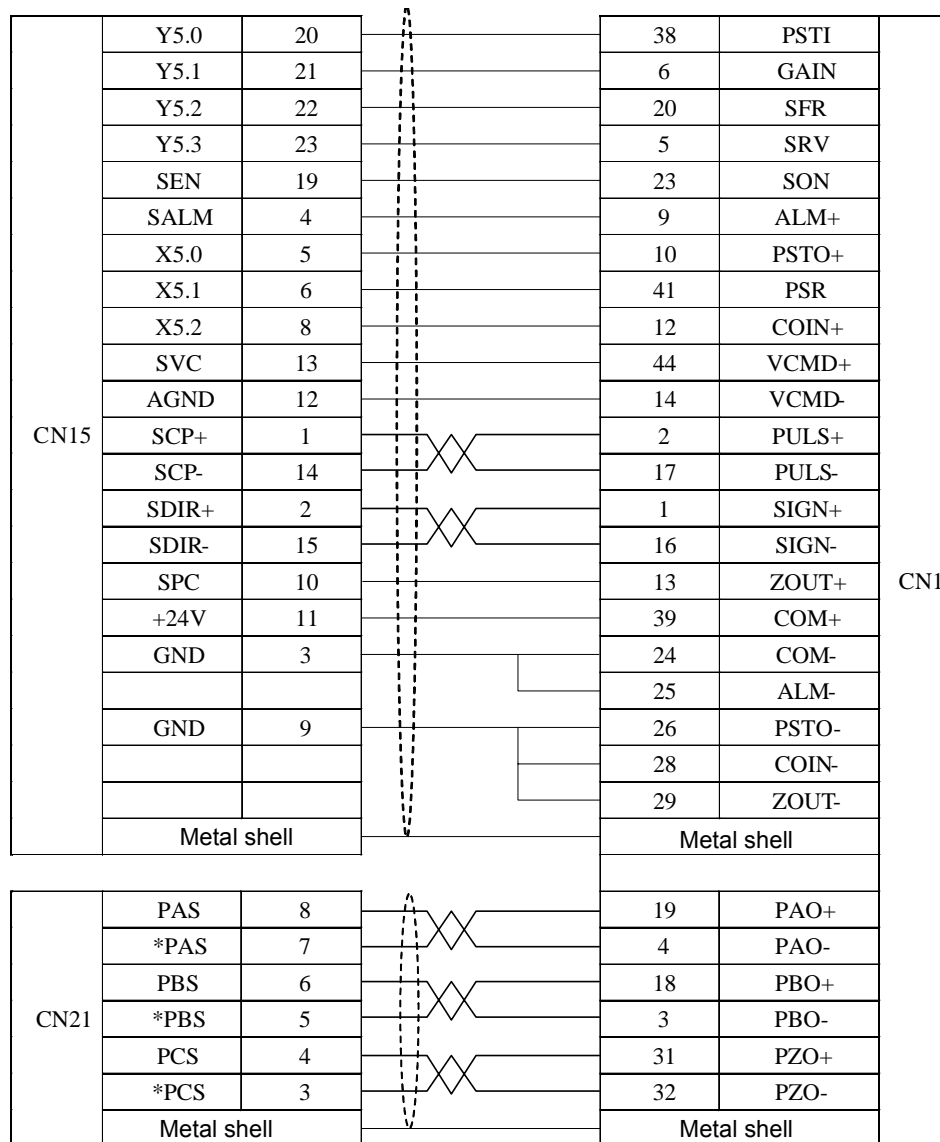 Y5.0 20 38 PSTI
Y5.1 21 6 GAIN
Y5.2 22 20 SFR
Y5.3 23 5 SRV
SEN 19 23 SON
SALM 4 9 ALM+
X5.0 5 10 PSTO+
X5.1 6 41 PSR
X5.2 8 12 COIN+
SVC 13 44 VCMD+
AGND 12 14 VCMD-
CN15 SCP+ 1 2 PULS+
SCP- 14 17 PULS-
SDIR+ 2 1 SIGN+
SDIR- 15 16 SIGN-
SPC 10 13 ZOUT+ CN1
+24V 11 39 COM+
GND 3 24 COM-
25 ALM-
GND 9 26 PSTO-
28 COIN-
29 ZOUT-
Metal shell Metal shell
PAS 8 19 PAO+
*PAS 7 4 PAO-
PBS 6 18 PBO+
CN21 *PBS 5 3 PBO-
PCS 4 31 PZO+
*PCS 3 32 PZO-
Metal shell Metal shell